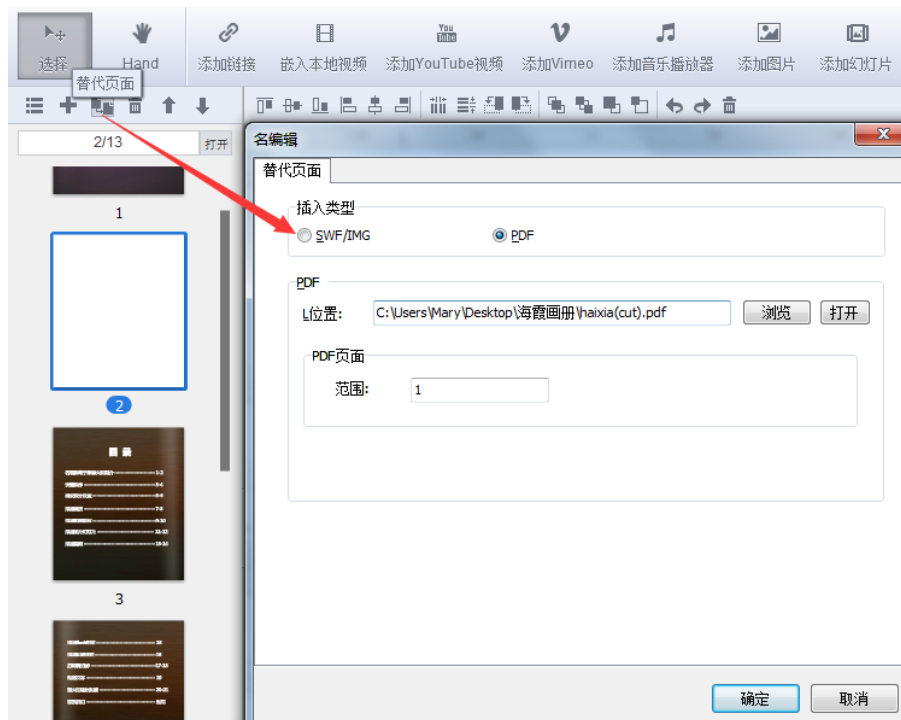 You
Tube
选择
Hand
添加链接
嵌入本地视频
添加YouTube视频
添加Vimeo
添加音乐播放器
添加图片
添加幻灯片
替代页面
2/13
打开
1
2
目 录
3
名编辑
替代页面
插入类型
SWF/IMG
PDF
PDF
L位置:
C:\Users\Mary\Desktop\海霞画册\haixia(cut).pdf
浏览
打开
PDF页面
范围:
1
确定
取消